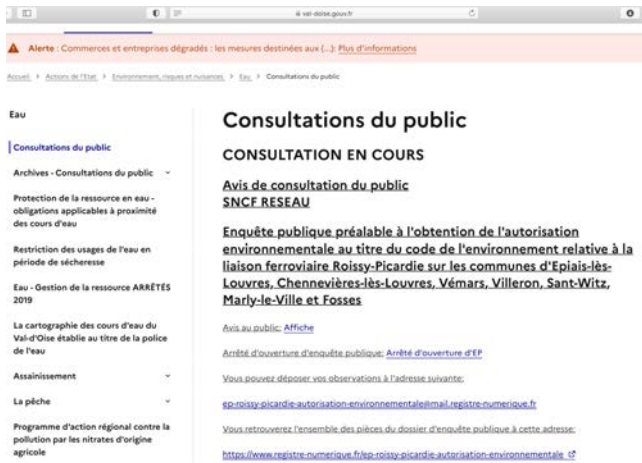 val-doise.gouv.fr
Alerte : Commerces et entreprises dégradés : les mesures destinées aux (...): Plus d'informations
Accueil > Actions de l'Etat > Environnement, risques et nuisances > Eau > Consultations du public
Eau
Consultations du public
Archives - Consultations du public
Protection de la ressource en eau -
obligations applicables à proximité
des cours d'eau
Restriction des usages de l'eau en
période de sécheresse
Eau - Gestion de la ressource ARRÊTÉS
2019
La cartographie des cours d'eau du
Val-d'Oise établie au titre de la police
de l'eau
Assainissement
La pêche
Programme d'action régional contre la
pollution par les nitrates d'origine
agricole
Consultations du public
CONSULTATION EN COURS
Avis de consultation du public
SNCF RESEAU
Enquête publique préalable à l'obtention de l'autorisation
environnementale au titre du code de l'environnement relative à la
liaison ferroviaire Roissy-Picardie sur les communes d'Epiais-lès-
Louvres, Chennevières-lès-Louvres, Vémars, Villeron, Sant-Witz,
Marly-le-Ville et Fosses
Avis au public: Affiche
Arrêté d'ouverture d'enquête publique: Arrêté d'ouverture d'EP
Vous pouvez déposer vos observations à l'adresse suivante:
ep-roissy-picardie-autorisation-environnementale@mail.registre-numerique.fr
Vous retrouverez l'ensemble des pièces du dossier d'enquête publique à cette adresse:
https://www.registre-numerique.fr/ep-roissy-picardie-autorisation-environnementale